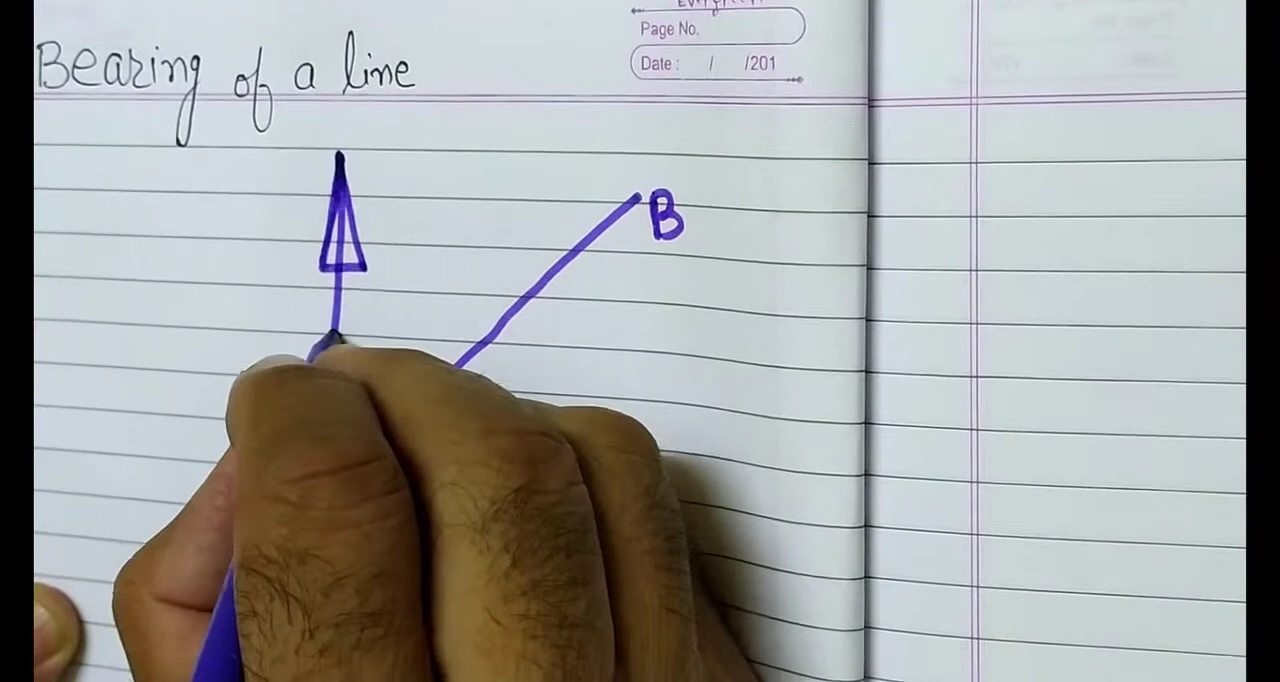 Page No.
Date : / /201
Bearing of a line
B